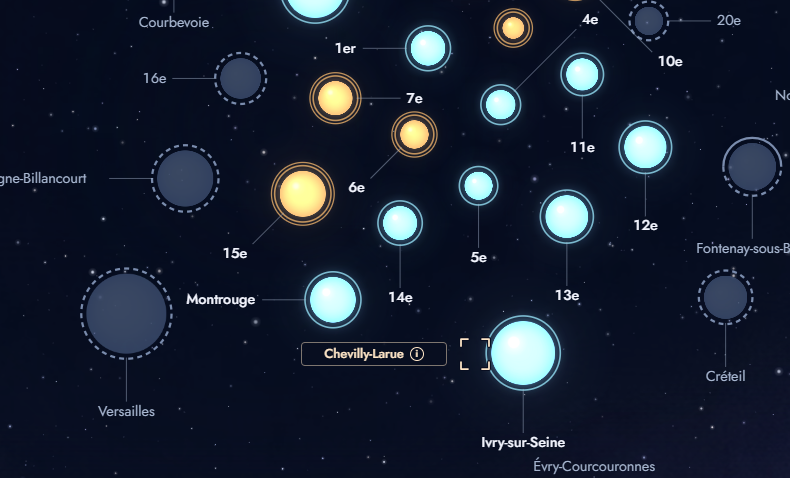 Courbevoie
4e
20e
1er
10e
16e
7e
11e
gne-Billancourt
6e
12e
15e
5e
Fontenay-sous-B
14e
13e
Montrouge
Chevilly-Larue
i
Créteil
Versailles
Ivry-sur-Seine
Évry-Courcouronnes